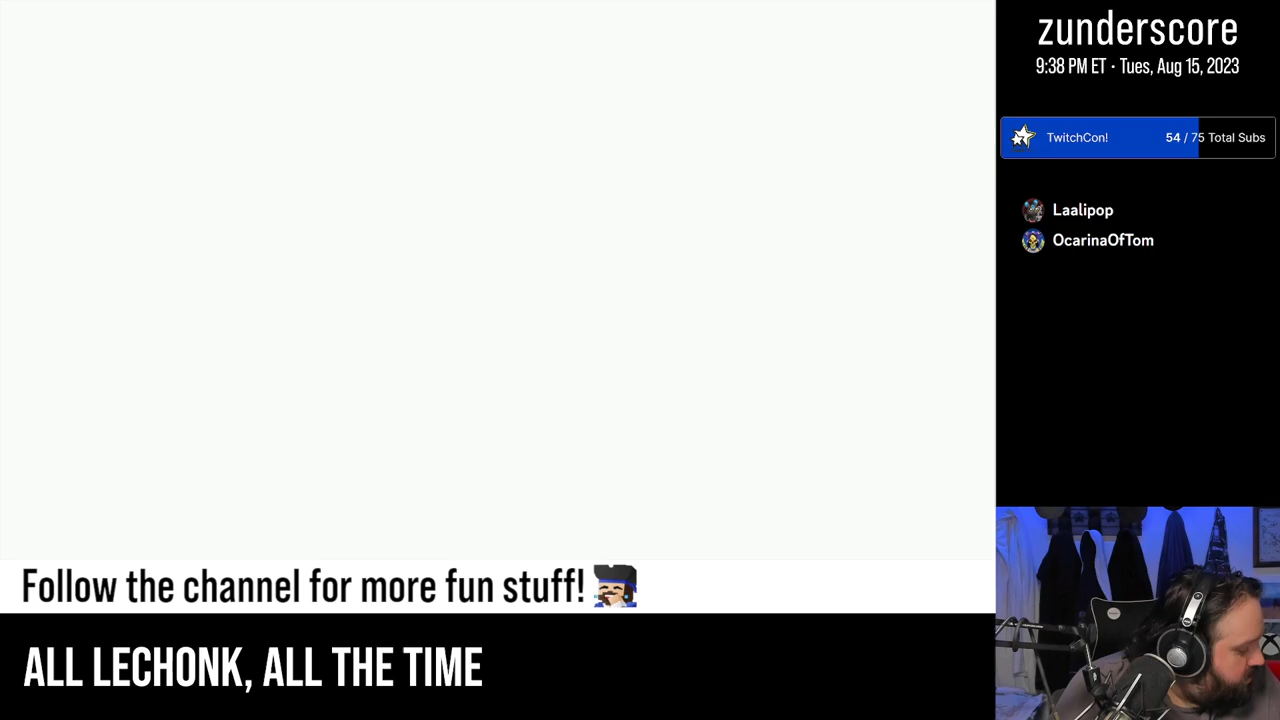 zunderscore
9:38 PM ET · Tues, Aug 15, 2023
TwitchCon! 54 / 75 Total Subs
Laalipop
OcarinaOfTom
Follow the channel for more fun stuff!
ALL LECHONK, ALL THE TIME